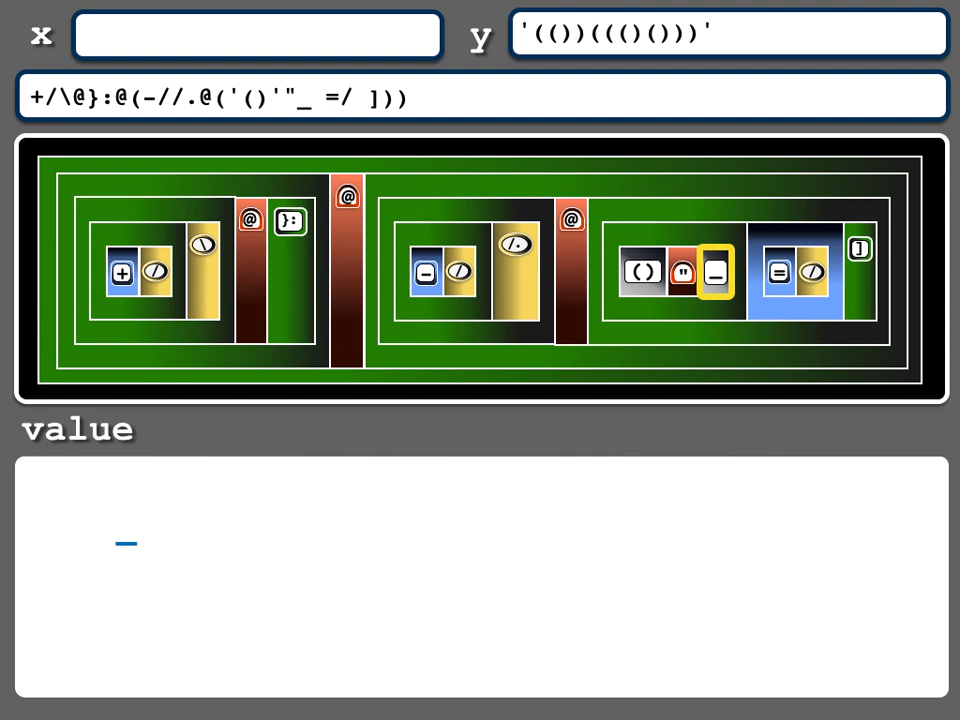 x
y '(())((()()))'
+/\@}:@(-//.@('()'"_ =/ ]))
@
@ }: @
\ /.
+ / - / () " _ = / ]
value
_